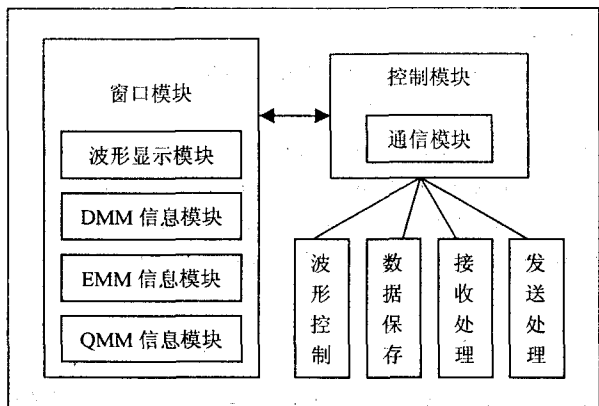 窗口模块
波形显示模块
DMM 信息模块
EMM 信息模块
QMM 信息模块
控制模块
通信模块
波形控制
数据保存
接收处理
发送处理